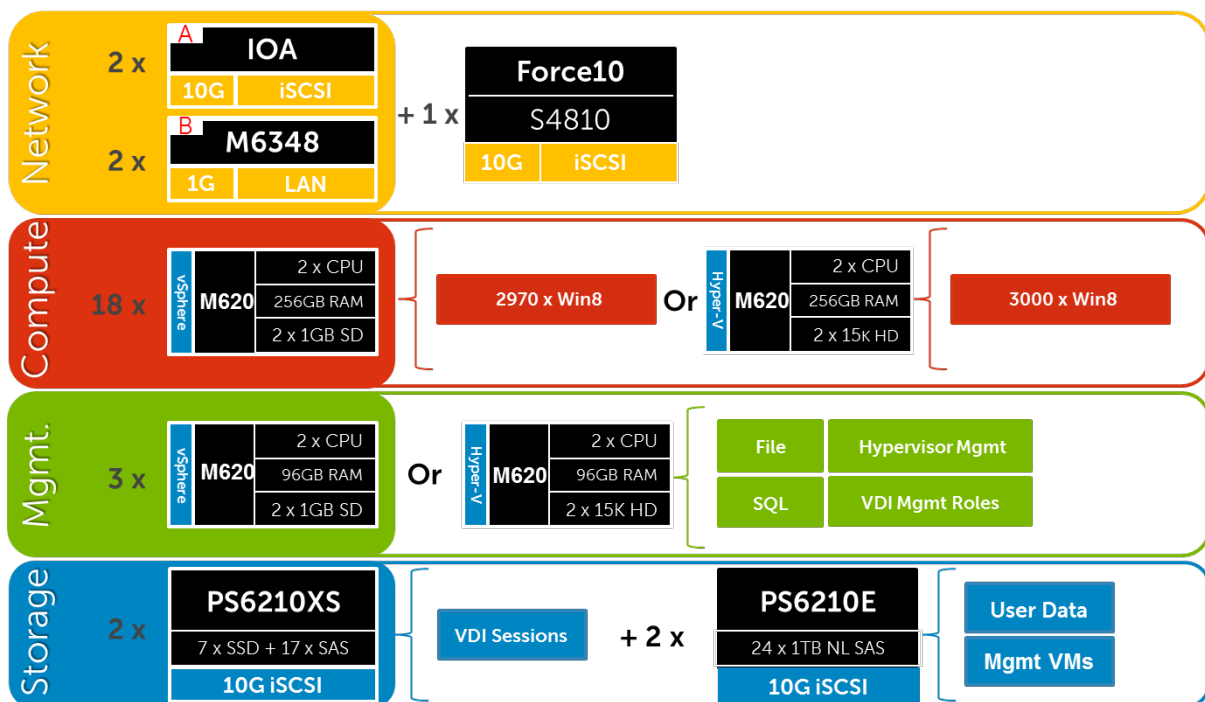 Network
2 x
A
IOA
10G
iSCSI
2 x
B
M6348
1G
LAN
+ 1 x
Force10
S4810
10G
iSCSI
Compute
18 x
vSphere
M620
2 x CPU
256GB RAM
2 x 1GB SD
2970 x Win8
Or
Hyper-V
M620
2 x CPU
256GB RAM
2 x 15K HD
3000 x Win8
Mgmt.
3 x
vSphere
M620
2 x CPU
96GB RAM
2 x 1GB SD
Or
Hyper-V
M620
2 x CPU
96GB RAM
2 x 15K HD
File
Hypervisor Mgmt
SQL
VDI Mgmt Roles
Storage
2 x
PS6210XS
7 x SSD + 17 x SAS
10G iSCSI
VDI Sessions
+ 2 x
PS6210E
24 x 1TB NL SAS
10G iSCSI
User Data
Mgmt VMs